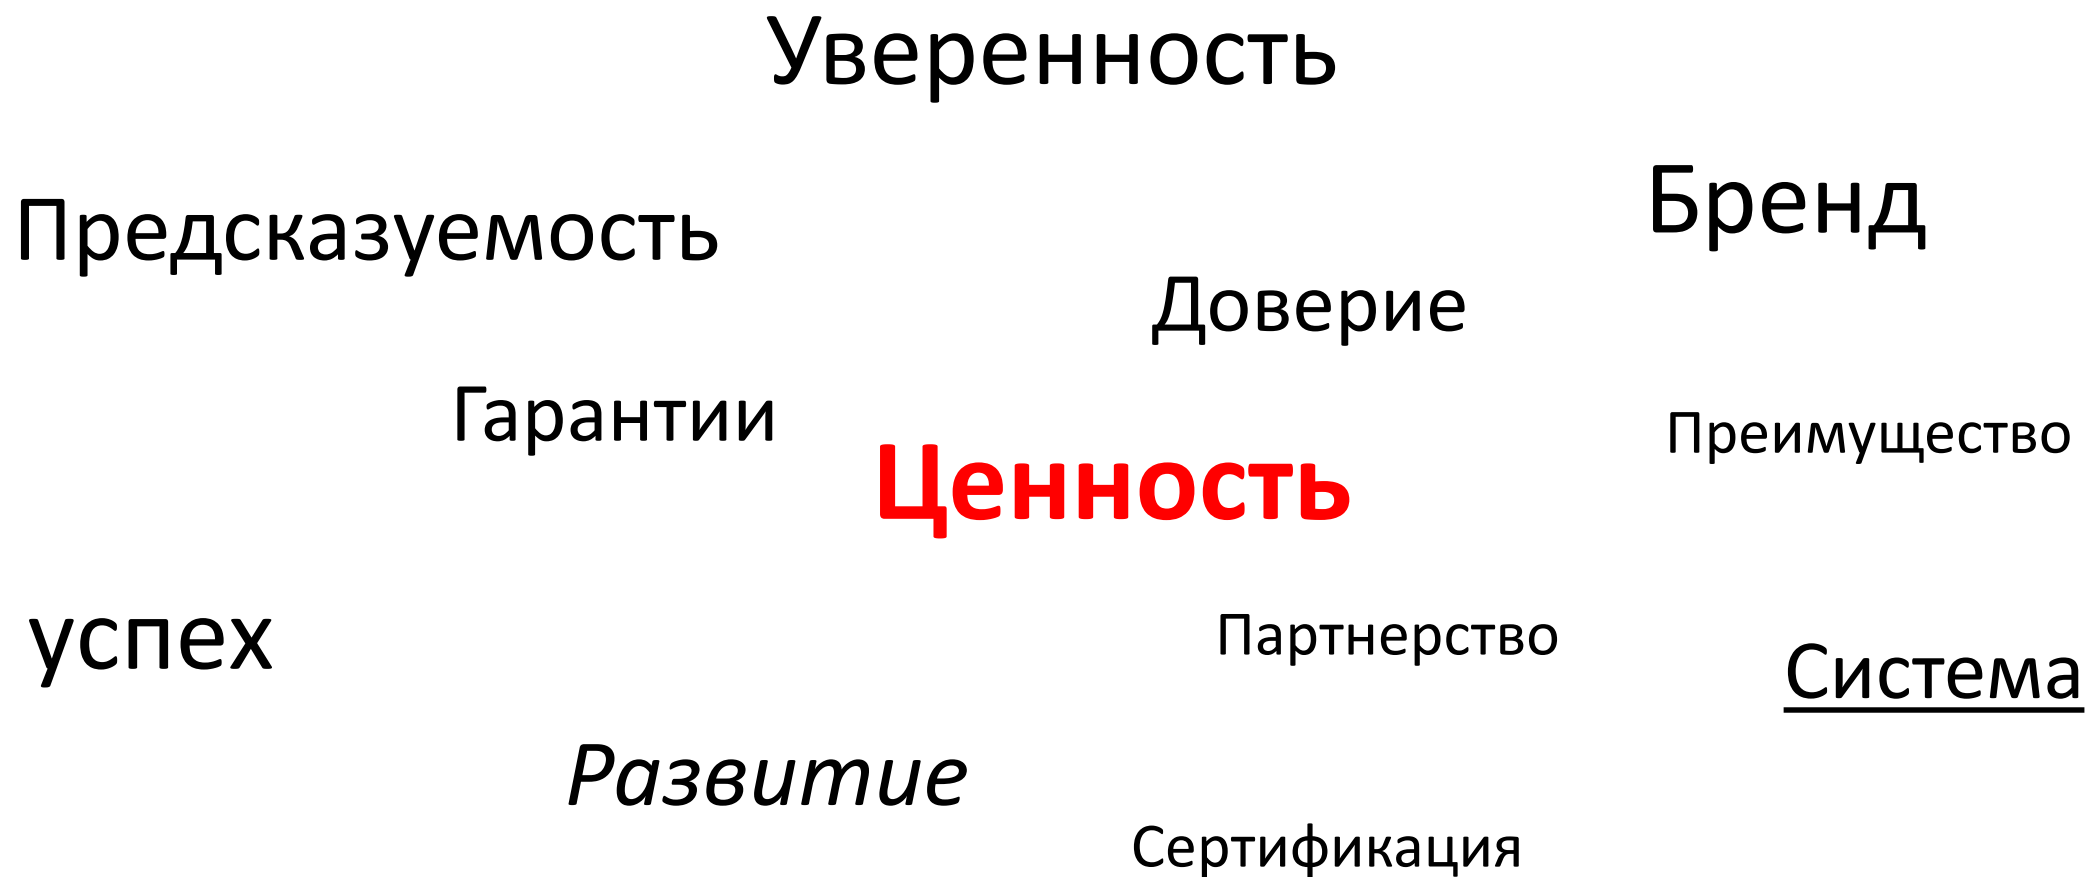 Уверенность
Бренд
Предсказуемость
Доверие
Гарантии
Преимущество
Ценность
успех
Партнерство
Система
Развитие
Сертификация